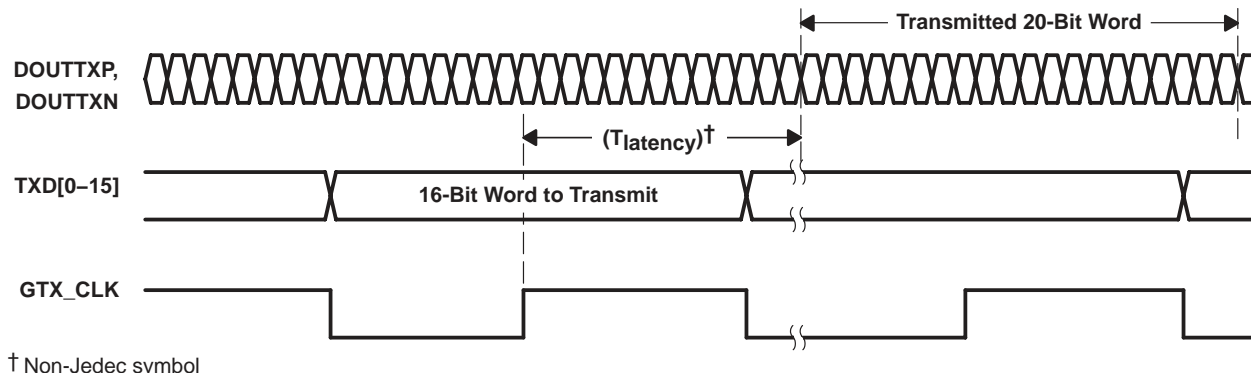 Transmitted 20-Bit Word
DOUTTXP,
DOUTTXN
(Tlatency)†
TXD[0–15]
16-Bit Word to Transmit
GTX_CLK
† Non-Jedec symbol